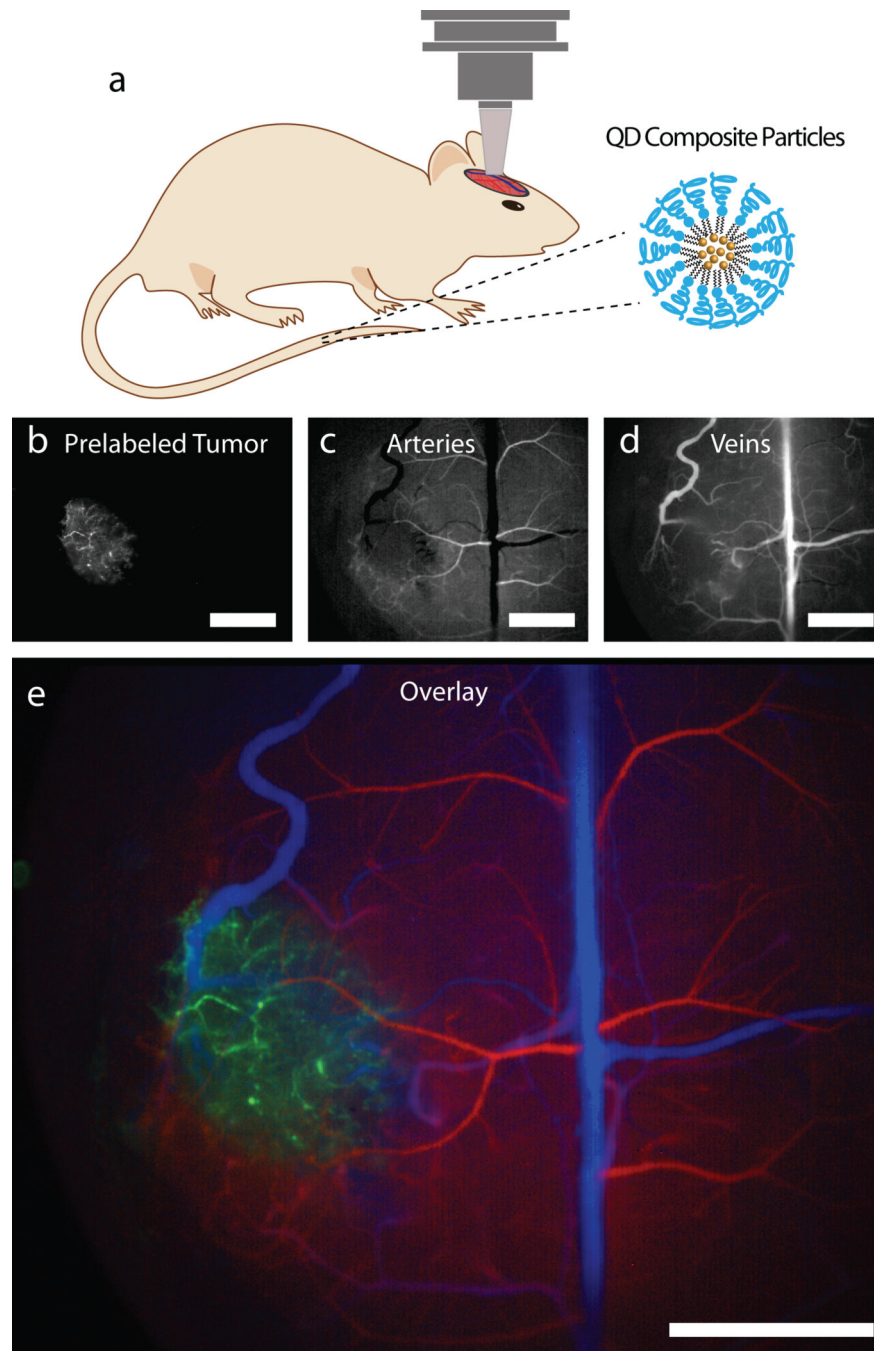 a
QD Composite Particles
b Prelabeled Tumor
c Arteries
d Veins
e Overlay